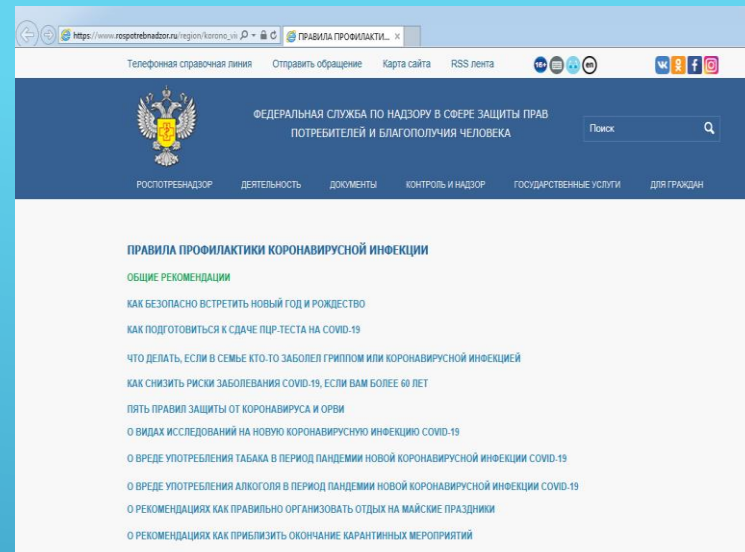 https://www.rospotrebnadzor.ru/region/korono_vi
ПРАВИЛА ПРОФИЛАКТИ...
Телефонная справочная линия Отправить обращение Карта сайта RSS лента 16+ en
ФЕДЕРАЛЬНАЯ СЛУЖБА ПО НАДЗОРУ В СФЕРЕ ЗАЩИТЫ ПРАВ
ПОТРЕБИТЕЛЕЙ И БЛАГОПОЛУЧИЯ ЧЕЛОВЕКА
Поиск
РОСПОТРЕБНАДЗОР ДЕЯТЕЛЬНОСТЬ ДОКУМЕНТЫ КОНТРОЛЬ И НАДЗОР ГОСУДАРСТВЕННЫЕ УСЛУГИ ДЛЯ ГРАЖДАН
ПРАВИЛА ПРОФИЛАКТИКИ КОРОНАВИРУСНОЙ ИНФЕКЦИИ
ОБЩИЕ РЕКОМЕНДАЦИИ
КАК БЕЗОПАСНО ВСТРЕТИТЬ НОВЫЙ ГОД И РОЖДЕСТВО
КАК ПОДГОТОВИТЬСЯ К СДАЧЕ ПЦР-ТЕСТА НА COVID-19
ЧТО ДЕЛАТЬ, ЕСЛИ В СЕМЬЕ КТО-ТО ЗАБОЛЕЛ ГРИППОМ ИЛИ КОРОНАВИРУСНОЙ ИНФЕКЦИЕЙ
КАК СНИЗИТЬ РИСКИ ЗАБОЛЕВАНИЯ COVID-19, ЕСЛИ ВАМ БОЛЕЕ 60 ЛЕТ
ПЯТЬ ПРАВИЛ ЗАЩИТЫ ОТ КОРОНАВИРУСА И ОРВИ
О ВИДАХ ИССЛЕДОВАНИЙ НА НОВУЮ КОРОНАВИРУСНУЮ ИНФЕКЦИЮ COVID-19
О ВРЕДЕ УПОТРЕБЛЕНИЯ ТАБАКА В ПЕРИОД ПАНДЕМИИ НОВОЙ КОРОНАВИРУСНОЙ ИНФЕКЦИИ COVID-19
О ВРЕДЕ УПОТРЕБЛЕНИЯ АЛКОГОЛЯ В ПЕРИОД ПАНДЕМИИ НОВОЙ КОРОНАВИРУСНОЙ ИНФЕКЦИИ COVID-19
О РЕКОМЕНДАЦИЯХ КАК ПРАВИЛЬНО ОРГАНИЗОВАТЬ ОТДЫХ НА МАЙСКИЕ ПРАЗДНИКИ
О РЕКОМЕНДАЦИЯХ КАК ПРИБЛИЗИТЬ ОКОНЧАНИЕ КАРАНТИННЫХ МЕРОПРИЯТИЙ